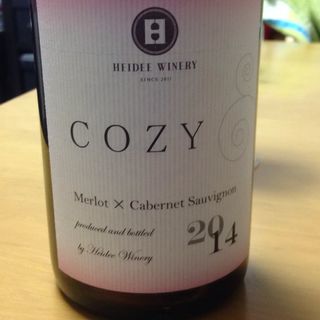 H
HEIDEE WINERY
SINCE 2011
COZY
Merlot × Cabernet Sauvignon
produced and bottled
by Heidee Winery
2014